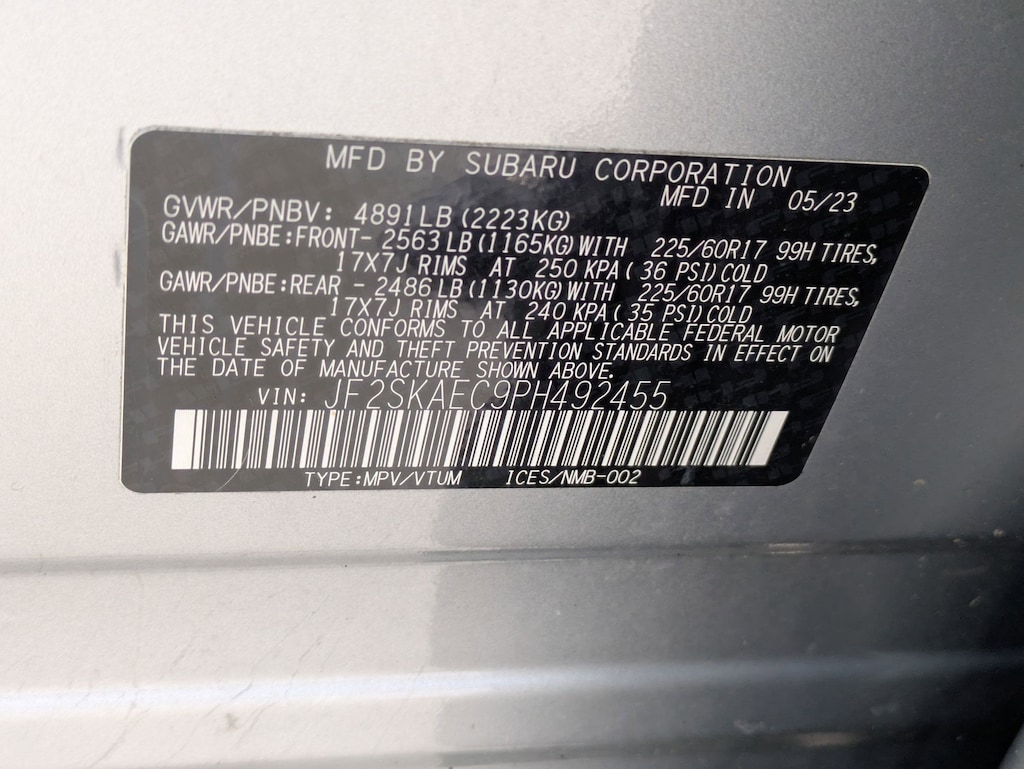 MFD BY SUBARU CORPORATION
MFD IN 05/23
GVWR/PNBV: 4891LB(2223KG)
GAWR/PNBE:FRONT- 2563LB(1165KG)WITH 225/60R17 99H TIRES,
17X7J RIMS AT 250 KPA( 36 PSI)COLD
GAWR/PNBE:REAR - 2486LB(1130KG)WITH 225/60R17 99H TIRES,
17X7J RIMS AT 240 KPA(35 PSI)COLD
THIS VEHICLE CONFORMS TO ALL APPLICABLE FEDERAL MOTOR
VEHICLE SAFETY AND THEFT PREVENTION STANDARDS IN EFFECT ON
THE DATE OF MANUFACTURE SHOWN ABOVE.
VIN: JF2SKAEC9PH492455
TYPE:MPV/VTUM ICES/NMB-002